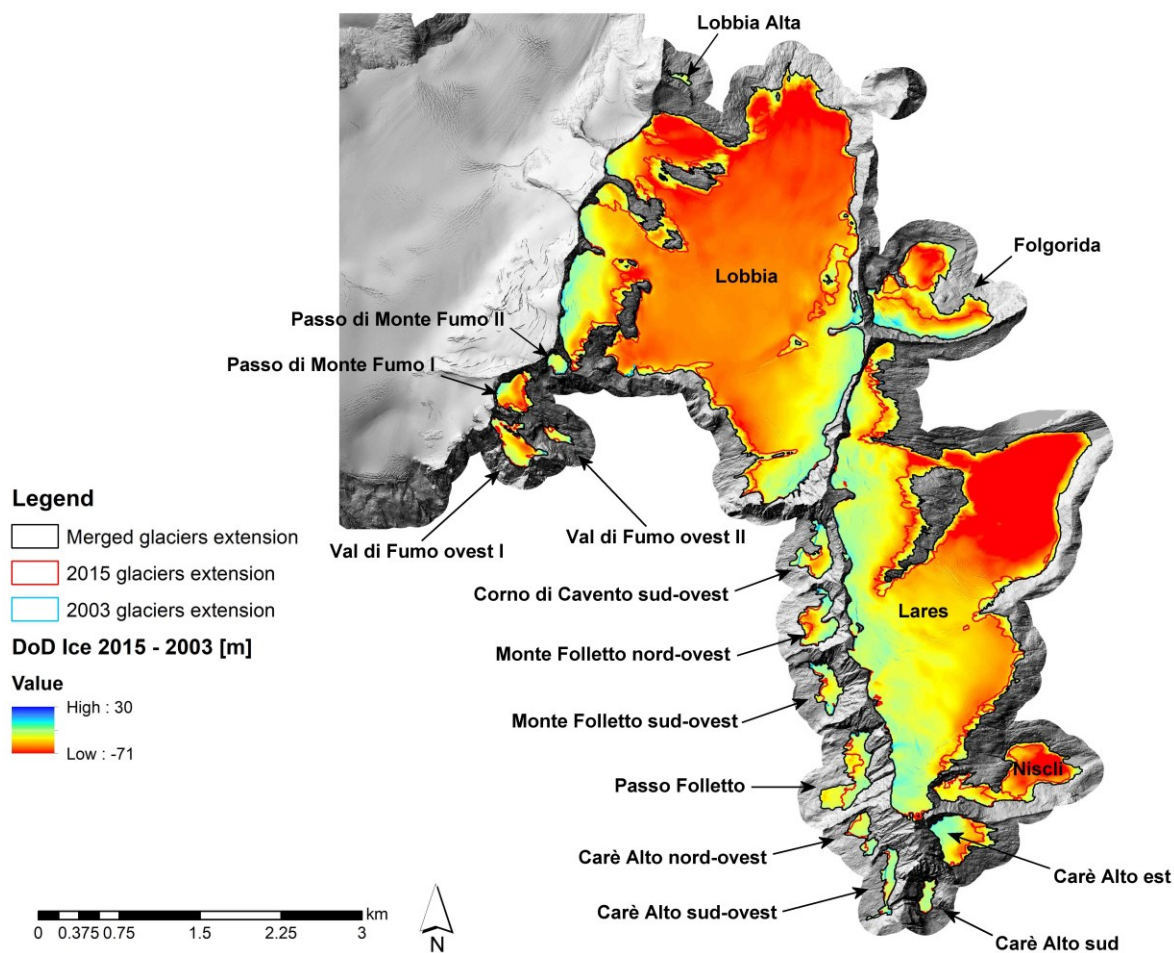 Lobbia Alta
Folgorida
Lobbia
Passo di Monte Fumo II
Passo di Monte Fumo I
Legend
Merged glaciers extension
2015 glaciers extension
2003 glaciers extension
DoD Ice 2015 - 2003 [m]
Value
High : 30
Low : -71
Val di Fumo ovest I
Val di Fumo ovest II
Corno di Cavento sud-ovest
Lares
Monte Folletto nord-ovest
Monte Folletto sud-ovest
Passo Folletto
Niscli
Carè Alto nord-ovest
Carè Alto est
Carè Alto sud-ovest
Carè Alto sud
km
0 0.375 0.75 1.5 2.25 3
N